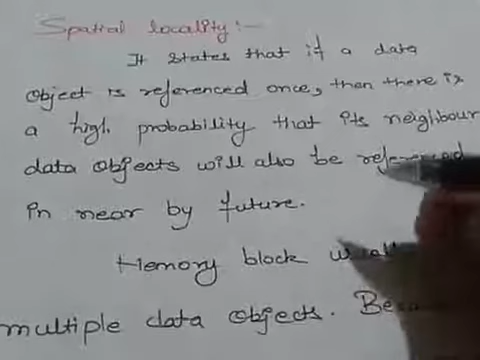 Spatial locality:-
It states that if a data
object is referenced once, then there is
a high probability that its neighbour
data objects will also be referenced
in near by future.
Memory block
multiple data objects.